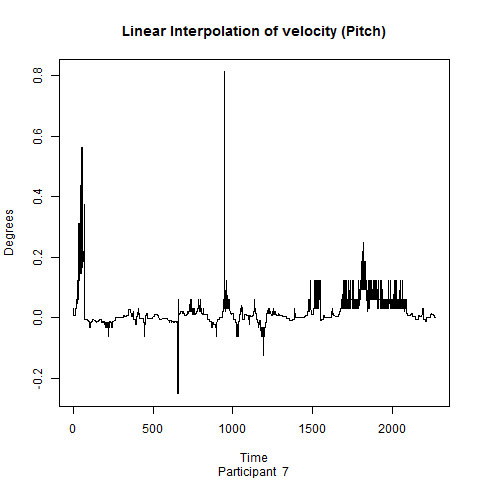 Linear Interpolation of velocity (Pitch)
Degrees
0.8
0.6
0.4
0.2
0.0
-0.2
0 500 1000 1500 2000
Time
Participant 7